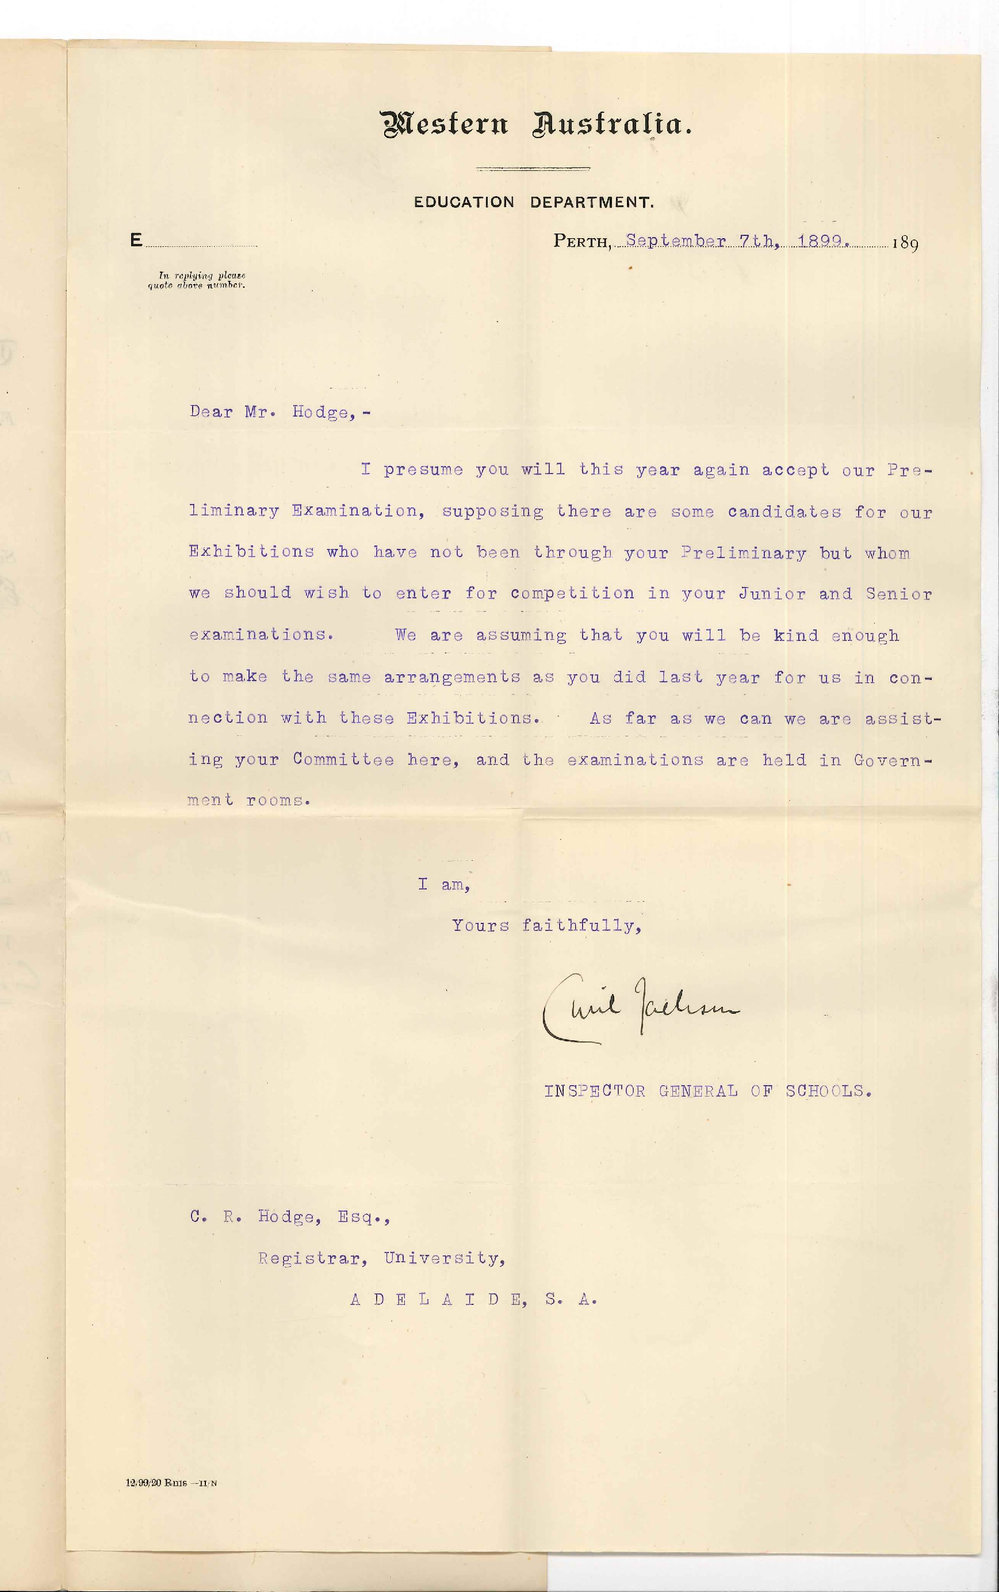 Western Australia.
EDUCATION DEPARTMENT.
E
PERTH, September 7th, 1899. 189
In replying please
quote above number.
Dear Mr. Hodge,-
I presume you will this year again accept our Pre-
liminary Examination, supposing there are some candidates for our
Exhibitions who have not been through your Preliminary but whom
we should wish to enter for competition in your Junior and Senior
examinations. We are assuming that you will be kind enough
to make the same arrangements as you did last year for us in con-
nection with these Exhibitions. As far as we can we are assist-
ing your Committee here, and the examinations are held in Govern-
ment rooms.
I am,
Yours faithfully,
Cyril Jackson
INSPECTOR GENERAL OF SCHOOLS.
C. R. Hodge, Esq.,
Registrar, University,
A D E L A I D E, S. A.
12/99/20 Rms —11/N